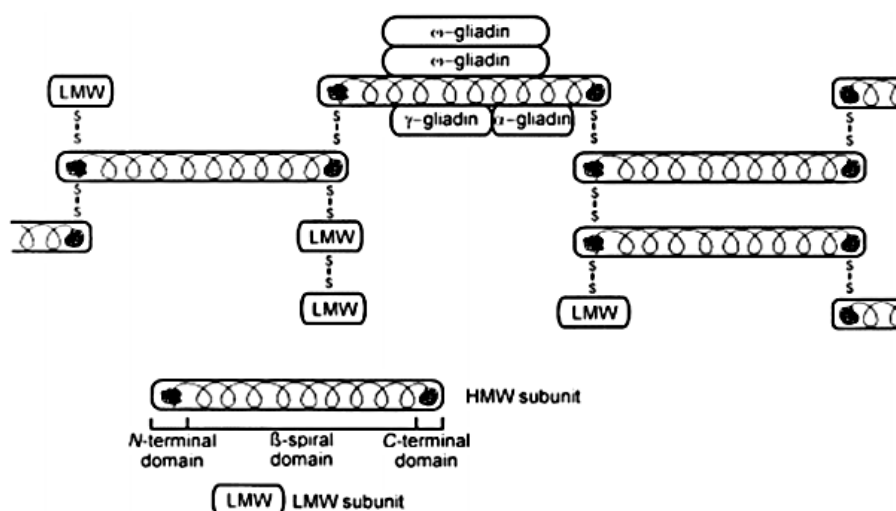 ω-gliadin
ω-gliadin
LMW
γ-gliadin α-gliadin
S
S
S
S
S
S
S
S
S
S
S
S
LMW
S
S
S
S
S
S
LMW
LMW
HMW subunit
N-terminal domain
ß-spiral domain
C-terminal domain
LMW LMW subunit